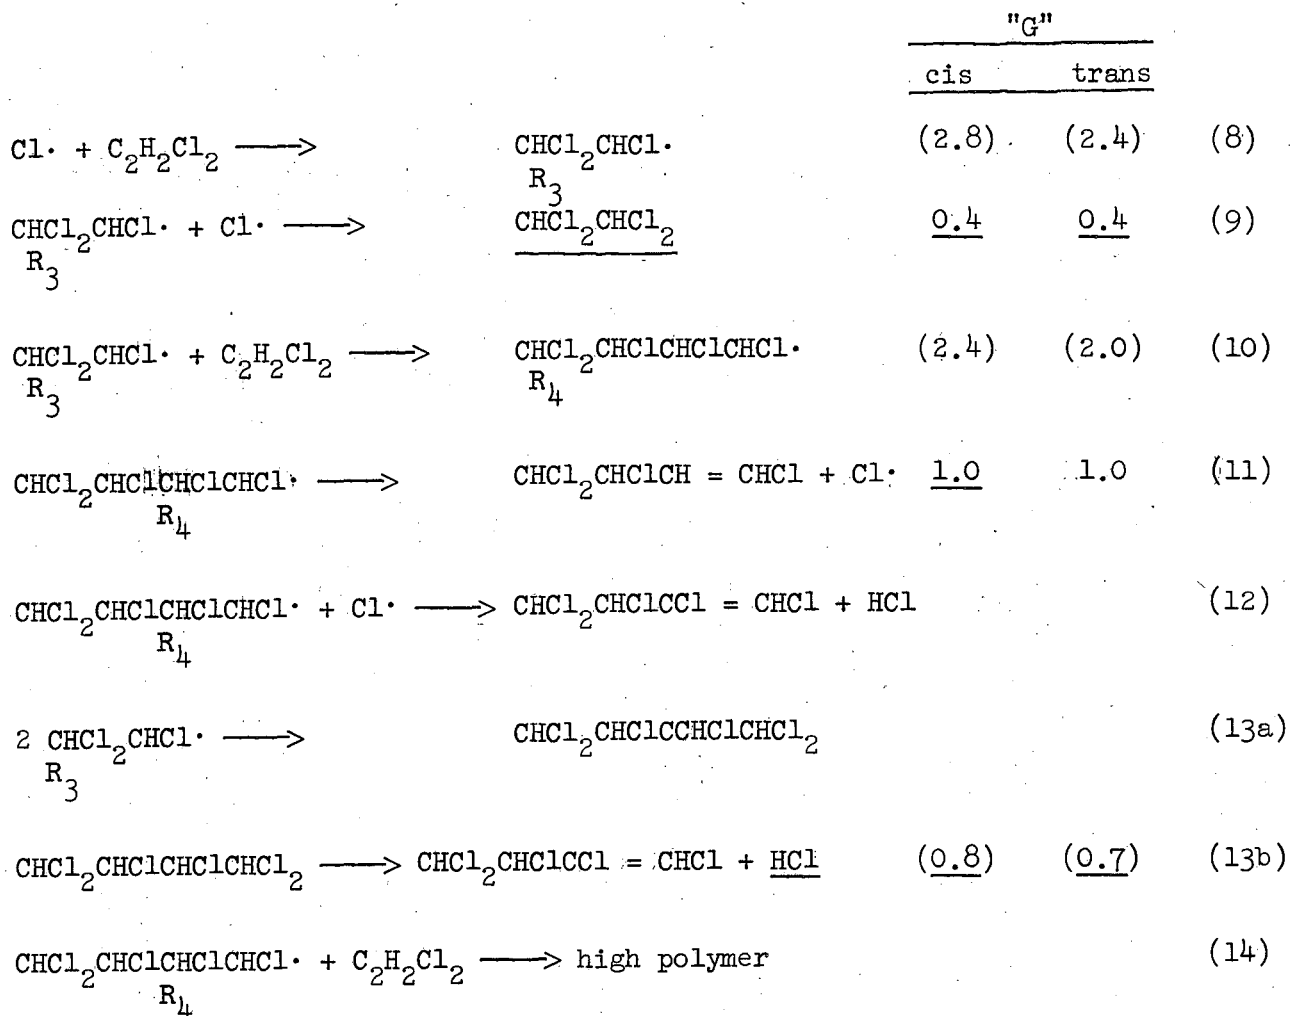 "G"
cis trans
Cl· + C₂H₂Cl₂ ⟶ CHCl₂CHCl· (2.8) (2.4) (8)
R₃
CHCl₂CHCl· + Cl· ⟶ CHCl₂CHCl₂ 0.4 0.4 (9)
R₃
CHCl₂CHCl· + C₂H₂Cl₂ ⟶ CHCl₂CHClCHClCHCl· (2.4) (2.0) (10)
R₃ R₄
CHCl₂CHClCHClCHCl· ⟶ CHCl₂CHClCH = CHCl + Cl· 1.0 1.0 (11)
R₄
CHCl₂CHClCHClCHCl· + Cl· ⟶ CHCl₂CHClCCl = CHCl + HCl (12)
R₄
2 CHCl₂CHCl· ⟶ CHCl₂CHClCCHClCHCl₂ (13a)
R₃
CHCl₂CHClCHClCHCl₂ ⟶ CHCl₂CHClCCl = CHCl + HCl (0.8) (0.7) (13b)
CHCl₂CHClCHClCHCl· + C₂H₂Cl₂ ⟶ high polymer (14)
R₄